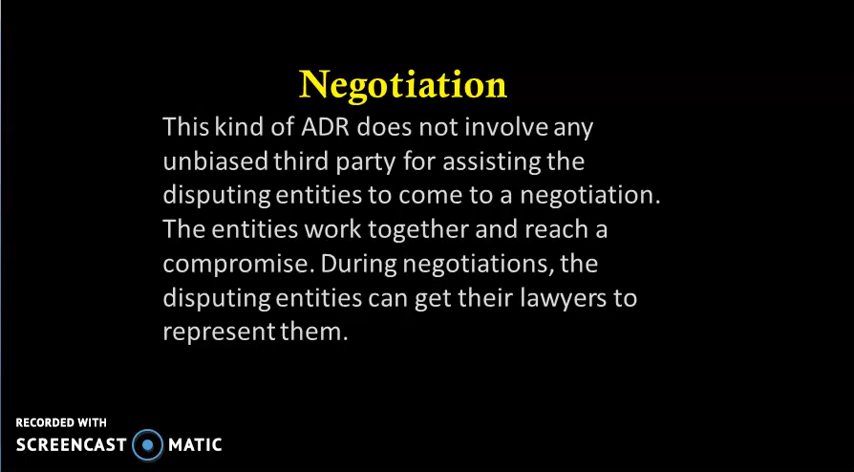 Negotiation
This kind of ADR does not involve any
unbiased third party for assisting the
disputing entities to come to a negotiation.
The entities work together and reach a
compromise. During negotiations, the
disputing entities can get their lawyers to
represent them.
RECORDED WITH
SCREENCAST MATIC